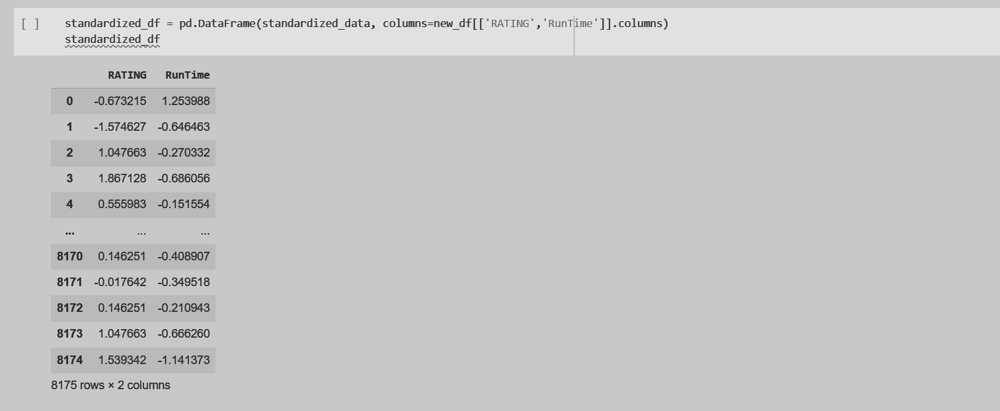 [ ] standardized_df = pd.DataFrame(standardized_data, columns=new_df[['RATING','RunTime']].columns)
standardized_df
RATING RunTime
0 -0.673215 1.253988
1 -1.574627 -0.646463
2 1.047663 -0.270332
3 1.867128 -0.686056
4 0.555983 -0.151554
... ... ...
8170 0.146251 -0.408907
8171 -0.017642 -0.349518
8172 0.146251 -0.210943
8173 1.047663 -0.666260
8174 1.539342 -1.141373
8175 rows × 2 columns